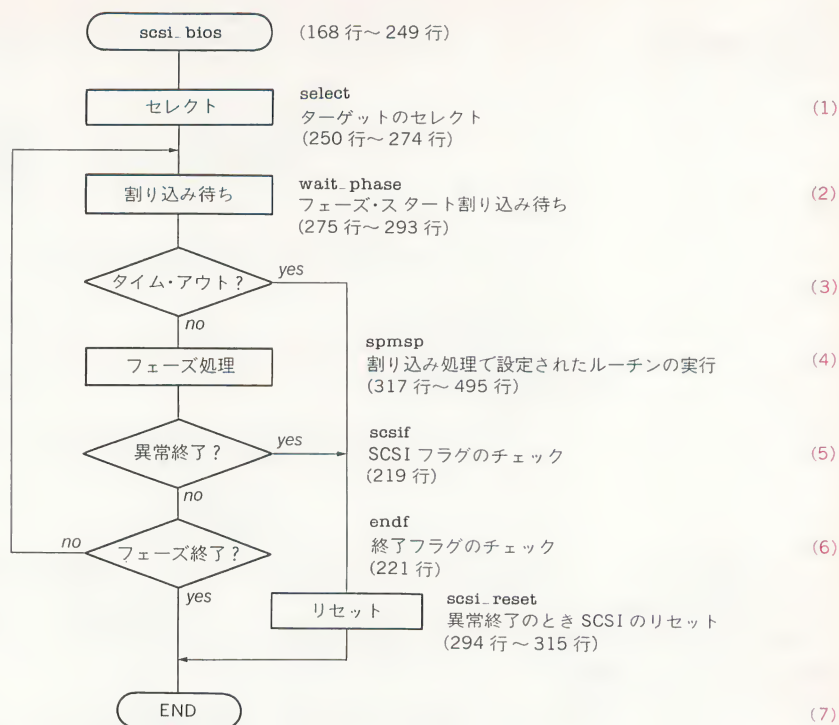 scsi_bios (168 行～ 249 行)
セレクト
select
ターゲットのセレクト
(250 行～ 274 行)
(1)
割り込み待ち
wait_phase
フェーズ・スタート割り込み待ち
(275 行～ 293 行)
(2)
タイム・アウト?
yes
(3)
no
フェーズ処理
spmsp
割り込み処理で設定されたルーチンの実行
(317 行～ 495 行)
(4)
異常終了?
yes
scsif
SCSI フラグのチェック
(219 行)
(5)
no
フェーズ終了?
no
endf
終了フラグのチェック
(221 行)
(6)
yes
リセット
scsi_reset
異常終了のとき SCSI のリセット
(294 行～ 315 行)
END
(7)